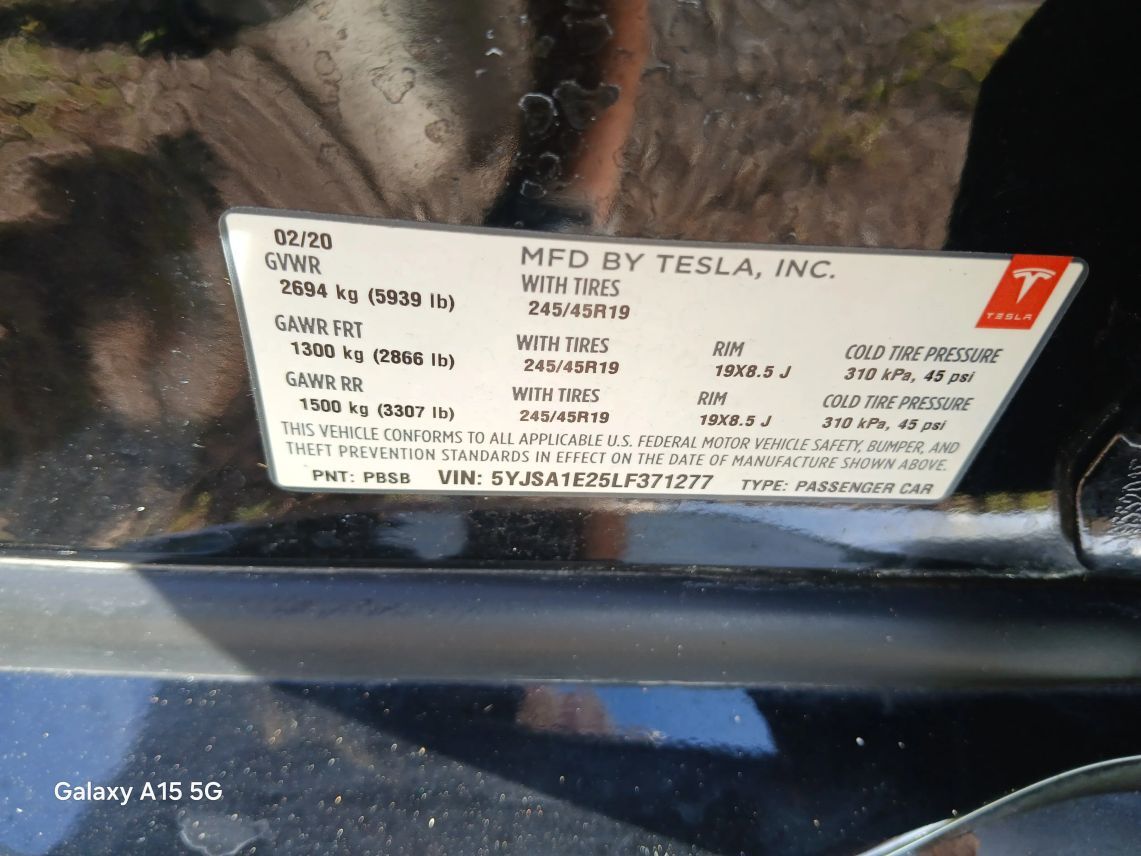 02/20
MFD BY TESLA, INC.
TESLA
GVWR
WITH TIRES
2694 kg (5939 lb)
245/45R19
GAWR FRT WITH TIRES RIM COLD TIRE PRESSURE
1300 kg (2866 lb) 245/45R19 19X8.5 J 310 kPa, 45 psi
GAWR RR WITH TIRES RIM COLD TIRE PRESSURE
1500 kg (3307 lb) 245/45R19 19X8.5 J 310 kPa, 45 psi
THIS VEHICLE CONFORMS TO ALL APPLICABLE U.S. FEDERAL MOTOR VEHICLE SAFETY, BUMPER, AND
THEFT PREVENTION STANDARDS IN EFFECT ON THE DATE OF MANUFACTURE SHOWN ABOVE.
PNT: PBSB VIN: 5YJSA1E25LF371277 TYPE: PASSENGER CAR
Galaxy A15 5G